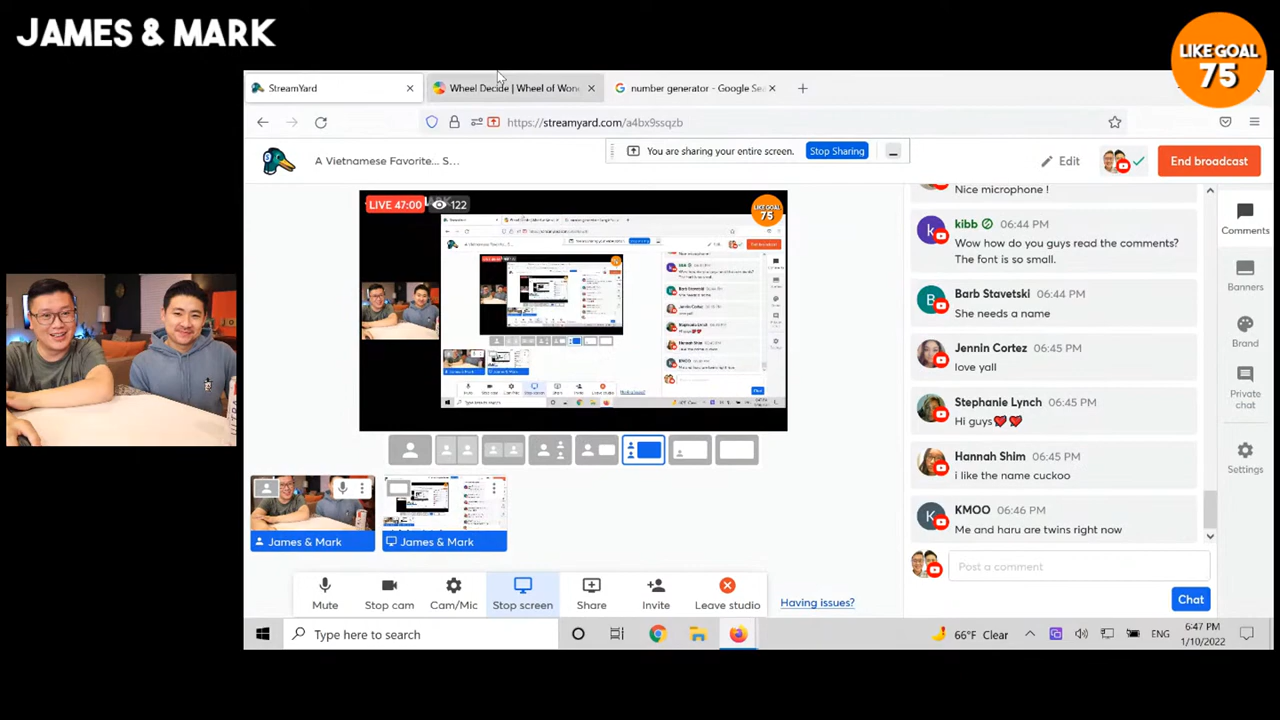 JAMES & MARK
LIKE GOAL
75
StreamYard
Wheel Decide | Wheel of Won
number generator - Google Se
https://streamyard.com/a4bx9ssqzb
You are sharing your entire screen.
Stop Sharing
A Vietnamese Favorite... S...
Edit
End broadcast
LIVE 47:00
122
LIKE GOAL
75
Nice microphone !
kibb 06:44 PM
Wow how do you guys read the comments?
The font is so small.
Barb Stavetski 06:44 PM
She needs a name
Jennin Cortez 06:45 PM
love yall
Stephanie Lynch 06:45 PM
Hi guys❤️❤️
Hannah Shim 06:45 PM
i like the name cuckoo
KMOO 06:46 PM
Me and haru are twins right now
Post a comment
Chat
Comments
Banners
Brand
Private
chat
Settings
James & Mark
James & Mark
Mute
Stop cam
Cam/Mic
Stop screen
Share
Invite
Leave studio
Having issues?
Type here to search
66°F Clear
ENG
6:47 PM
1/10/2022